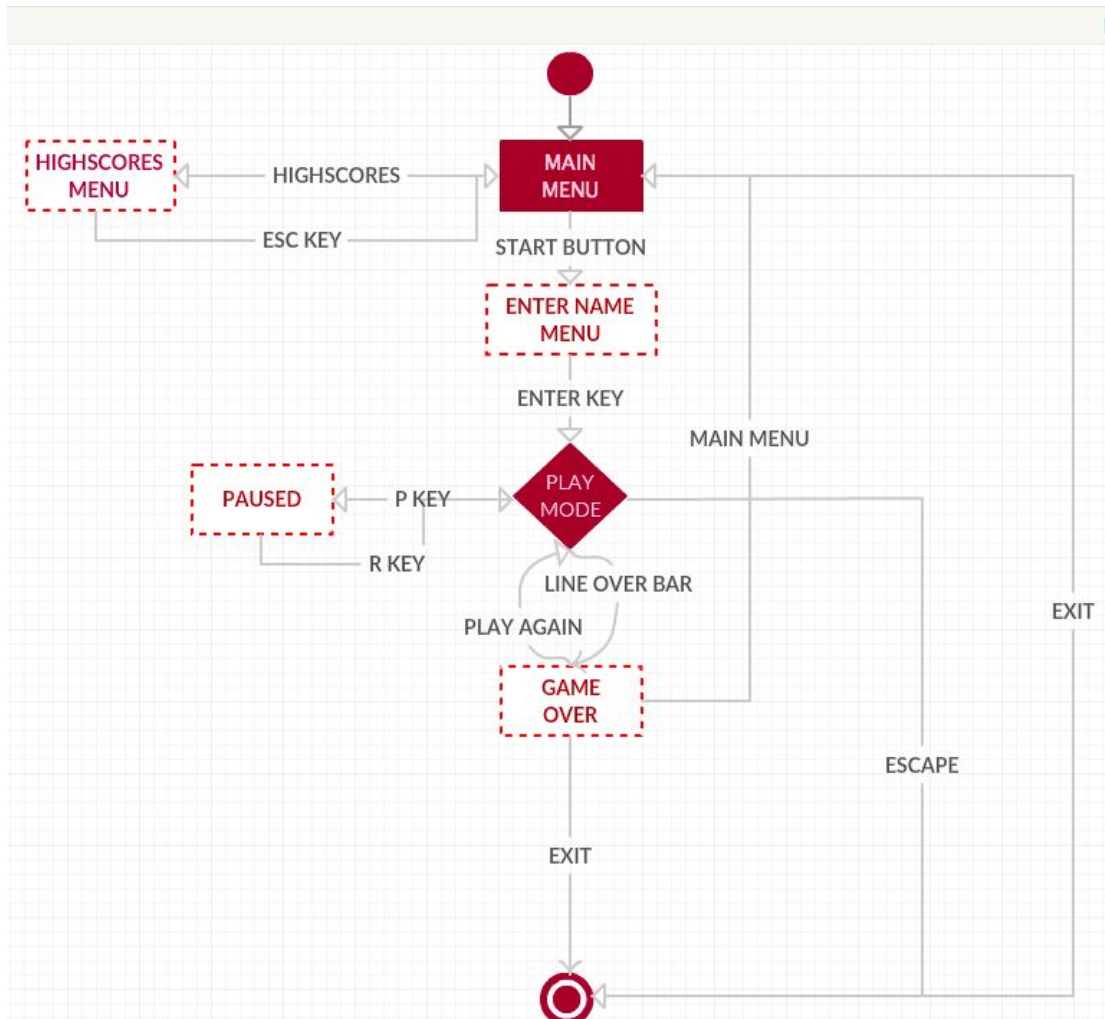 MAIN
MENU
HIGHSCORES
MENU
HIGHSCORES
ESC KEY
START BUTTON
ENTER NAME
MENU
ENTER KEY
MAIN MENU
PLAY
MODE
PAUSED
P KEY
R KEY
LINE OVER BAR
PLAY AGAIN
EXIT
GAME
OVER
ESCAPE
EXIT